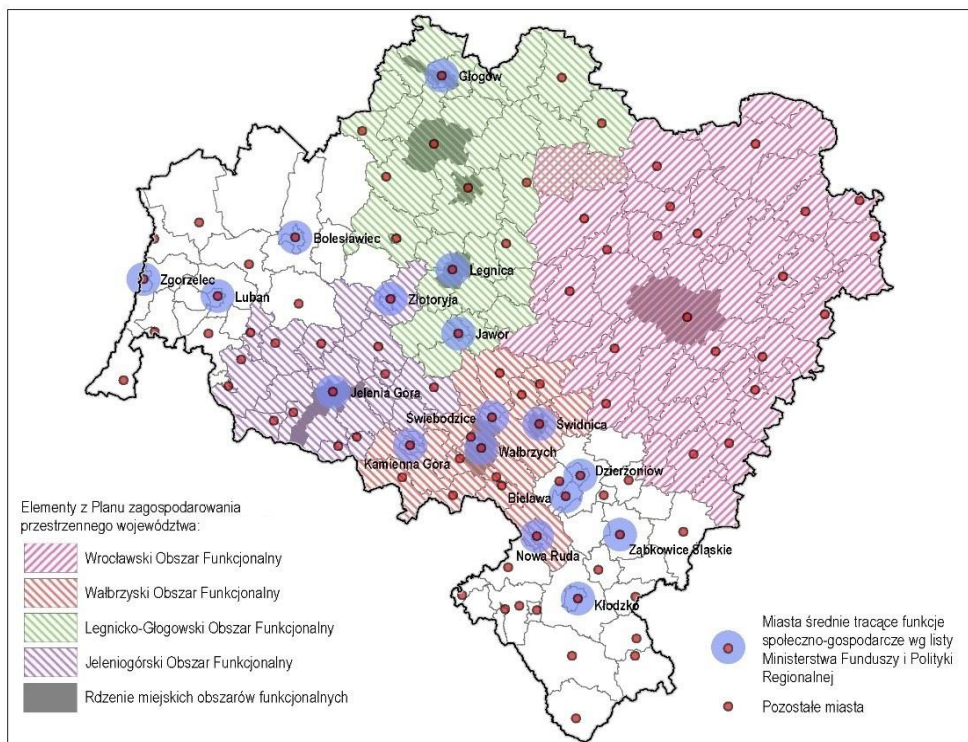 Głogów
Bolesławiec
Legnica
Zgorzelec
Lubań
Złotoryja
Jawor
Jelenia Góra
Świebodzice
Świdnica
Wałbrzych
Kamienna Góra
Dzierżoniów
Bielawa
Nowa Ruda
Ząbkowice Śląskie
Kłodzko
Elementy z Planu zagospodarowania
przestrzennego województwa:
Wrocławski Obszar Funkcjonalny
Wałbrzyski Obszar Funkcjonalny
Legnicko-Głogowski Obszar Funkcjonalny
Jeleniogórski Obszar Funkcjonalny
Rdzenie miejskich obszarów funkcjonalnych
Miasta średnie tracące funkcje
społeczno-gospodarcze wg listy
Ministerstwa Funduszy i Polityki
Regionalnej
Pozostałe miasta